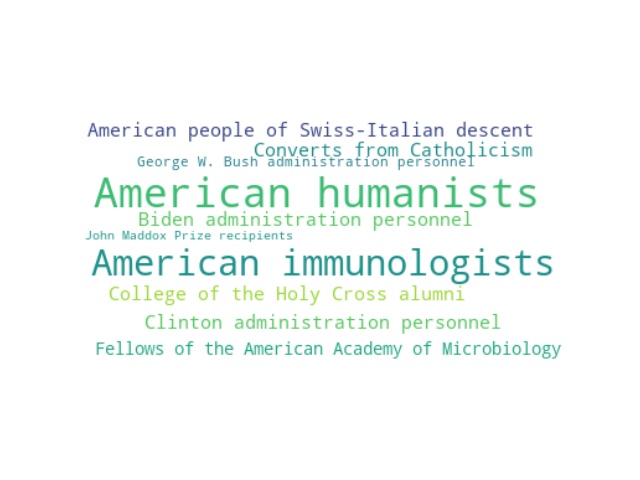 American people of Swiss-Italian descent
Converts from Catholicism
George W. Bush administration personnel
American humanists
Biden administration personnel
John Maddox Prize recipients
American immunologists
College of the Holy Cross alumni
Clinton administration personnel
Fellows of the American Academy of Microbiology